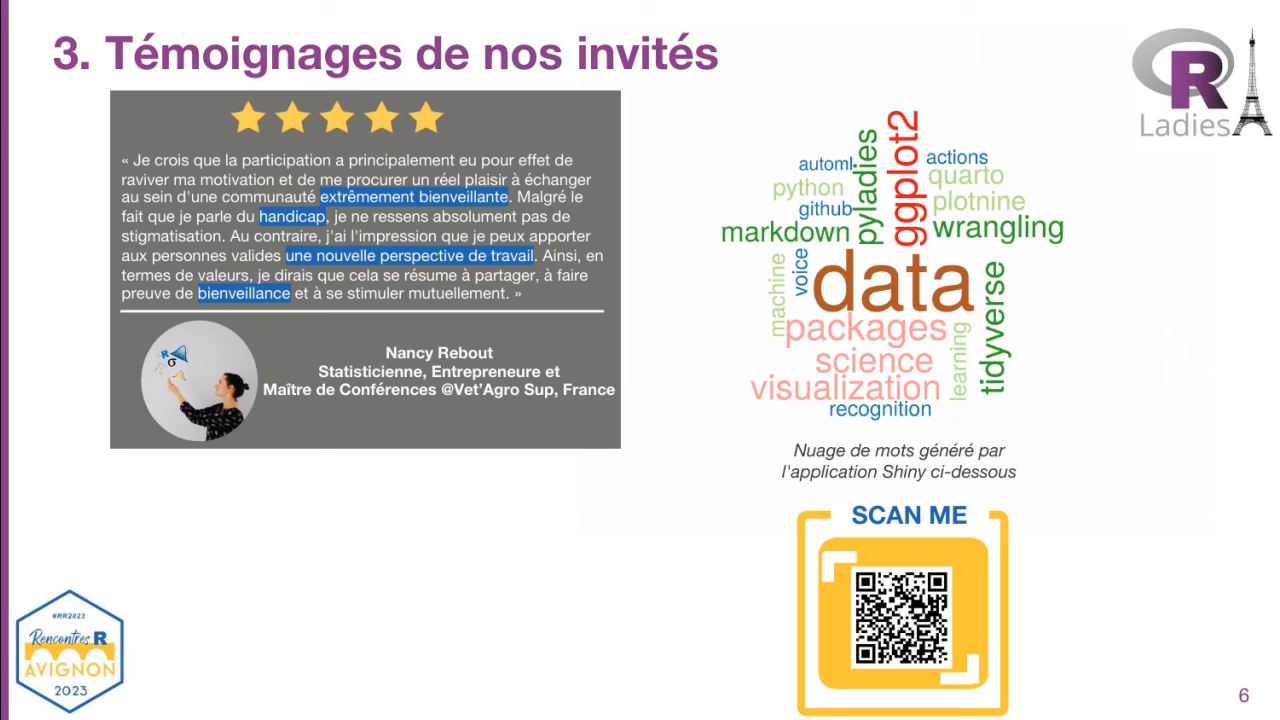 3. Témoignages de nos invités
« Je crois que la participation a principalement eu pour effet de
raviver ma motivation et de me procurer un réel plaisir à échanger
au sein d'une communauté extrêmement bienveillante. Malgré le
fait que je parle du handicap, je ne ressens absolument pas de
stigmatisation. Au contraire, j'ai l'impression que je peux apporter
aux personnes valides une nouvelle perspective de travail. Ainsi, en
termes de valeurs, je dirais que cela se résume à partager, à faire
preuve de bienveillance et à se stimuler mutuellement. »
R
σ
π
Nancy Rebout
Statisticienne, Entrepreneure et
Maître de Conférences @Vet'Agro Sup, France
automl
pyladies
ggplot2
actions
python
quarto
github
plotnine
markdown
wrangling
machine
voice
data
tidyverse
packages
science
learning
visualization
recognition
Nuage de mots généré par
l'application Shiny ci-dessous
SCAN ME
R
Ladies
#RR2023
Rencontres R
AVIGNON
2023
6